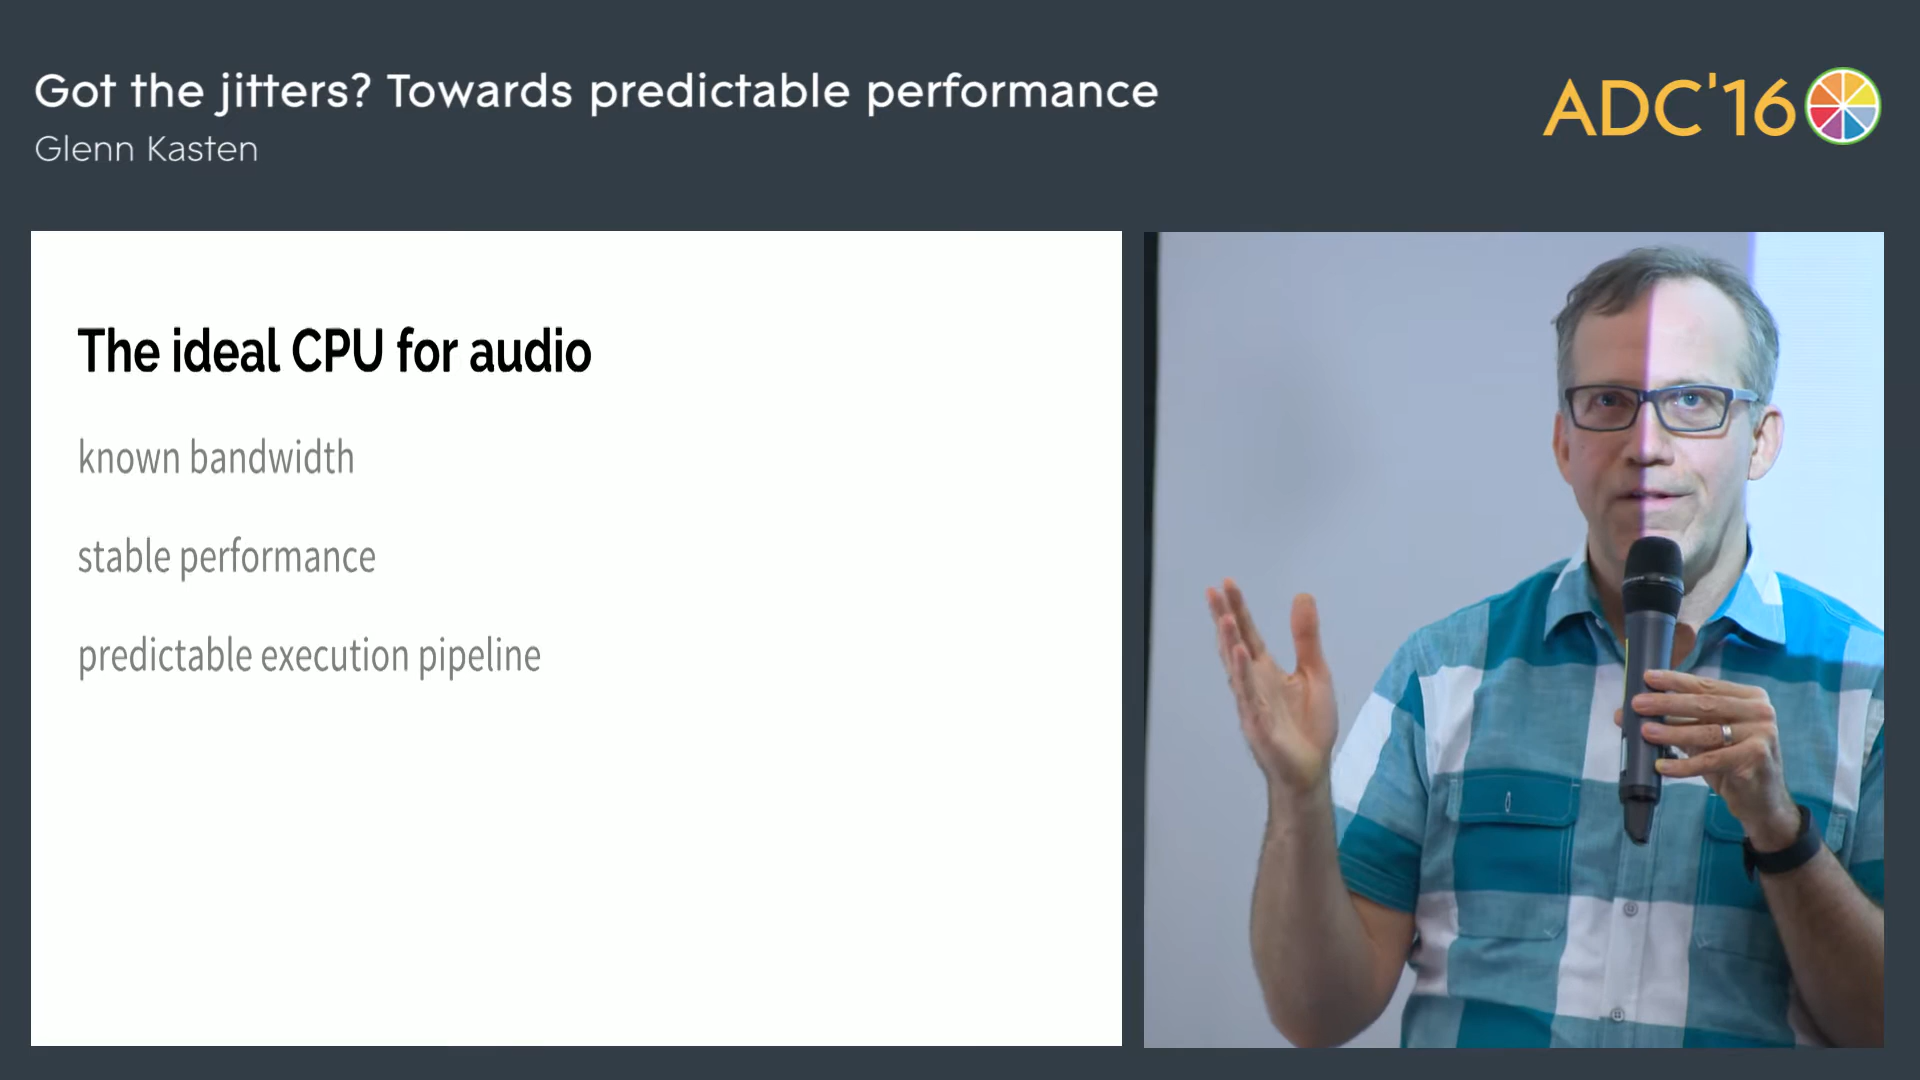 Got the jitters? Towards predictable performance
Glenn Kasten
ADC'16
The ideal CPU for audio
known bandwidth
stable performance
predictable execution pipeline